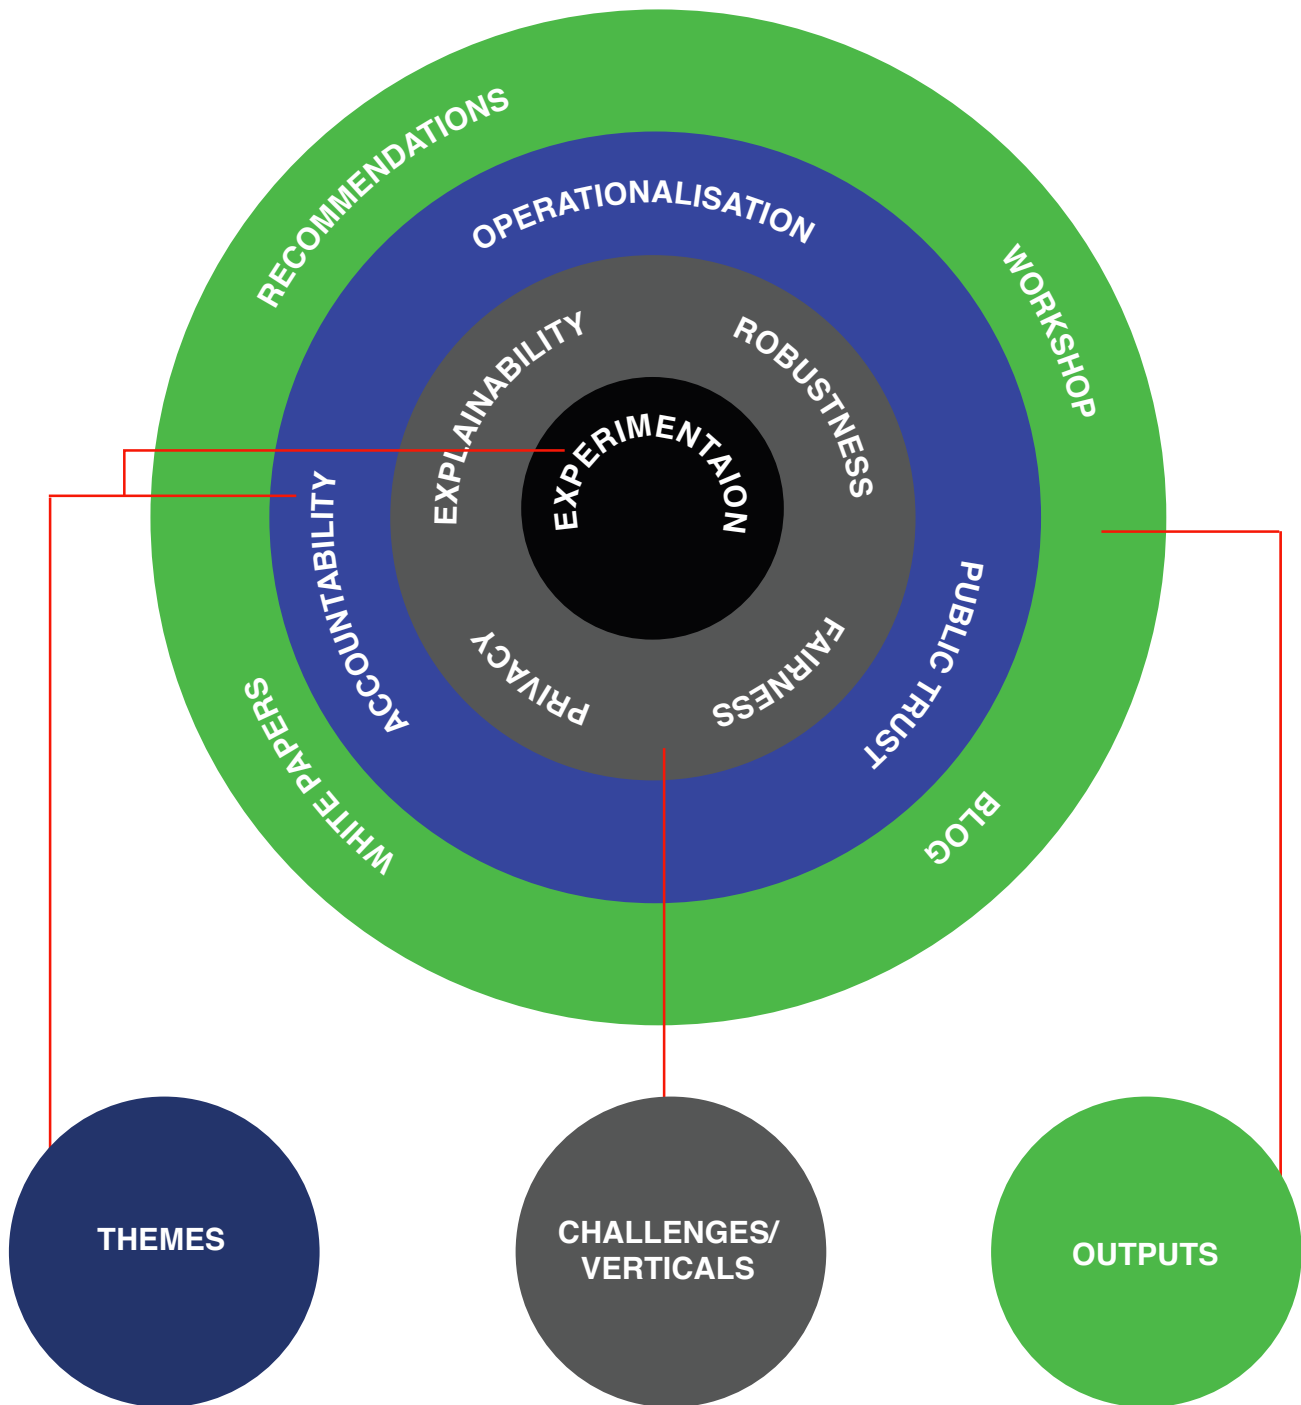 RECOMMENDATIONS
WORKSHOP
BLOG
WHITE PAPERS
OPERATIONALISATION
PUBLIC TRUST
ACCOUNTABILITY
EXPLAINABILITY
ROBUSTNESS
FAIRNESS
PRIVACY
EXPERIMENTAION
THEMES
CHALLENGES/
VERTICALS
OUTPUTS